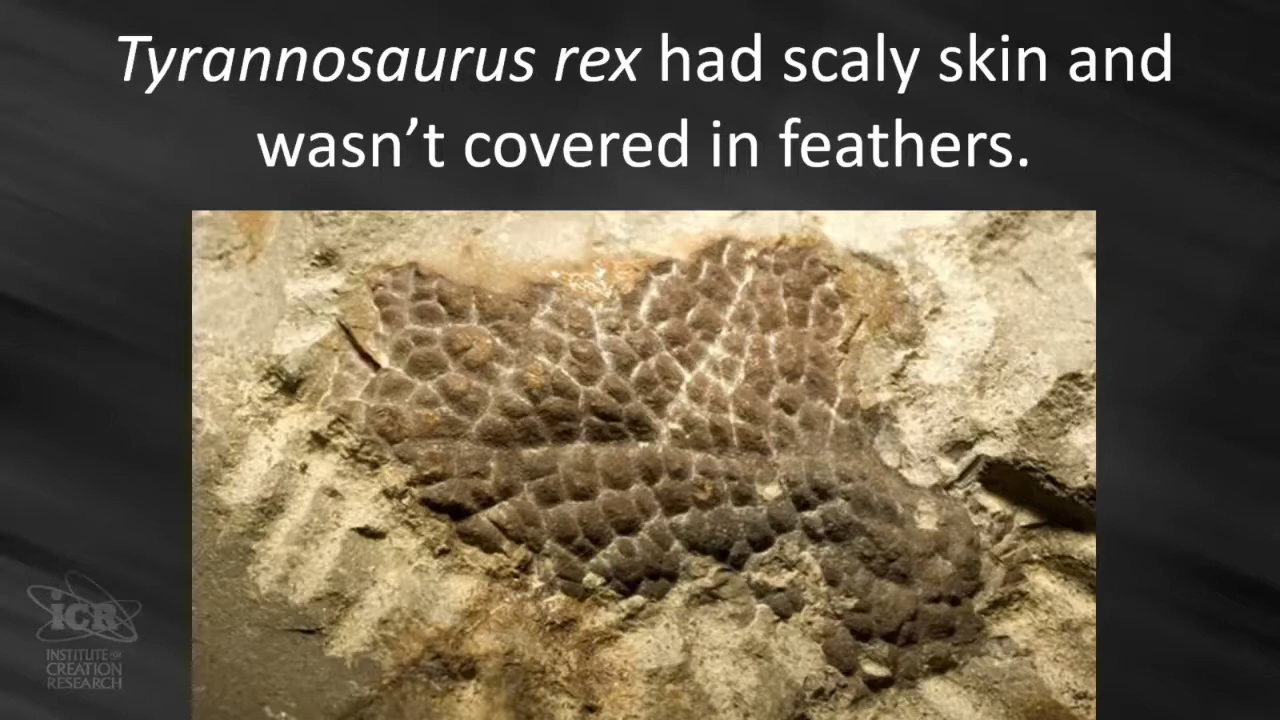 Tyrannosaurus rex had scaly skin and
wasn’t covered in feathers.
iCR
INSTITUTE FOR
CREATION
RESEARCH